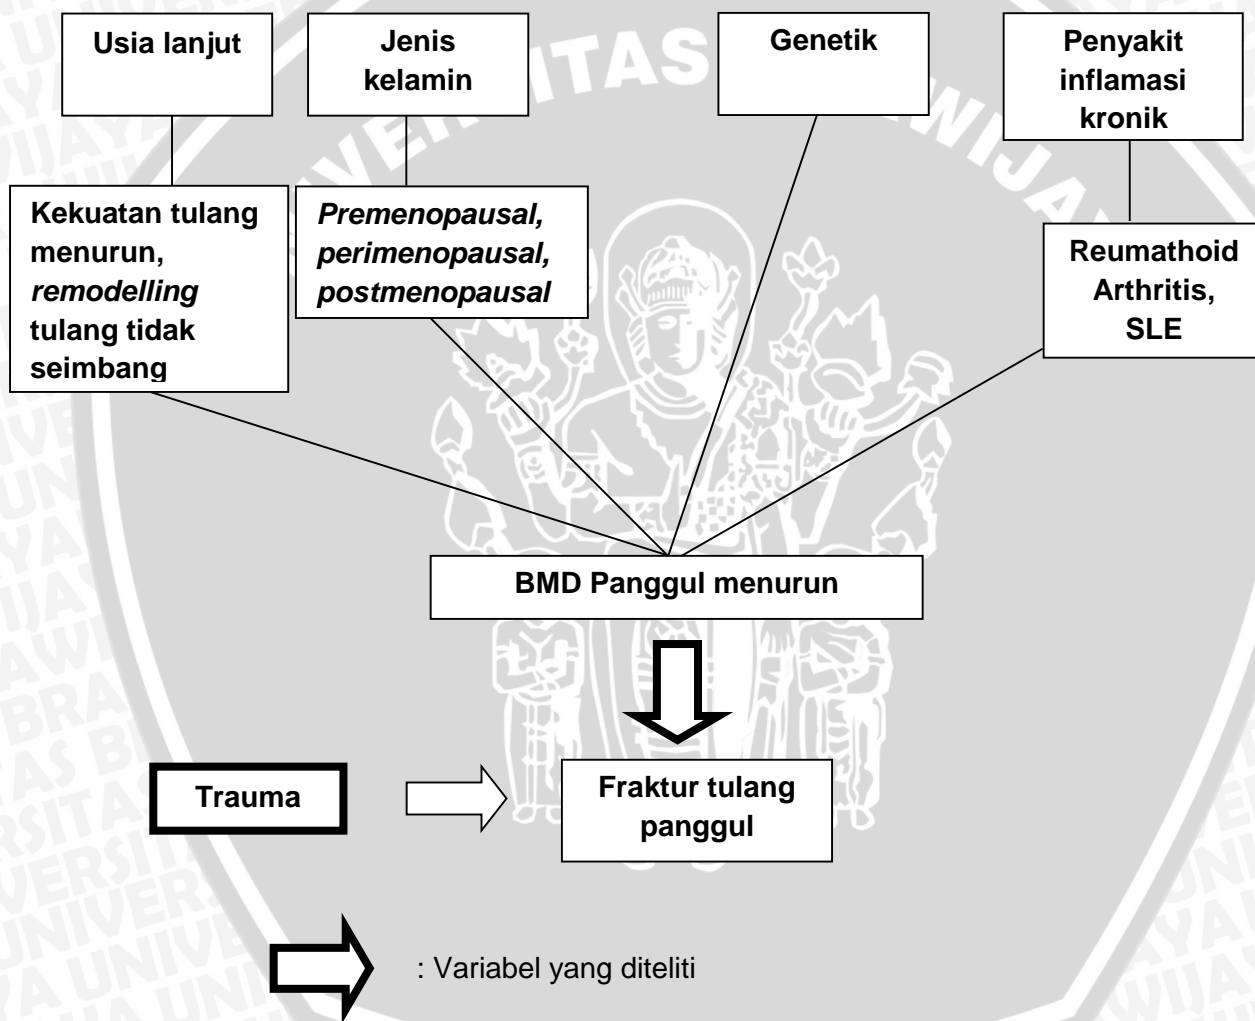 Usia lanjut
Jenis
kelamin
Genetik
Penyakit
inflamasi
kronik
Kekuatan tulang
menurun,
remodelling
tulang tidak
seimbang
Premenopausal,
perimenopausal,
postmenopausal
Reumathoid
Arthritis,
SLE
BMD Panggul menurun
Trauma
Fraktur tulang
panggul
: Variabel yang diteliti